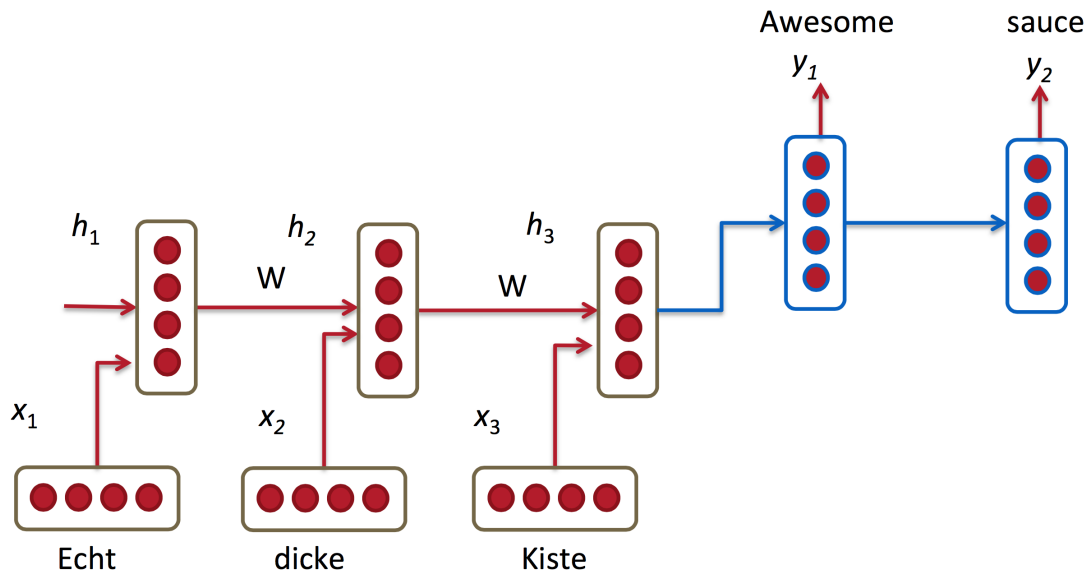 Awesome sauce
y1 y2
h1 h2 h3
W W
x1 x2 x3
Echt dicke Kiste